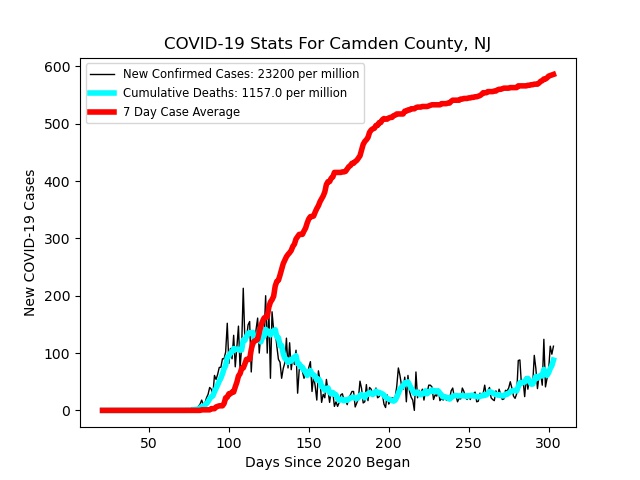 COVID-19 Stats For Camden County, NJ
New Confirmed Cases: 23200 per million
Cumulative Deaths: 1157.0 per million
7 Day Case Average
600
500
400
300
200
100
0
New COVID-19 Cases
50 100 150 200 250 300
Days Since 2020 Began